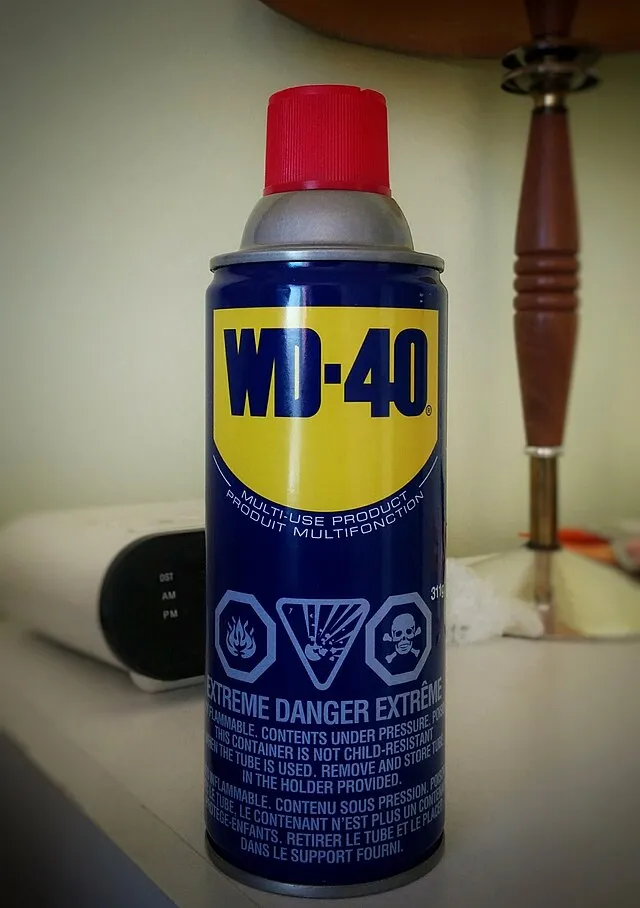 WD-40®
MULTI-USE PRODUCT
PRODUIT MULTIFONCTION
DST
AM
PM
311g
EXTREME DANGER EXTRÊME
FLAMMABLE. CONTENTS UNDER PRESSURE.
THIS CONTAINER IS NOT CHILD-RESISTANT
THE TUBE IS USED. REMOVE AND STORE
IN THE HOLDER PROVIDED.
INFLAMMABLE. CONTENU SOUS PRESSION,
TUBE, LE CONTENANT N'EST PLUS UN
RETIRER LE TUBE ET LE
DANS LE SUPPORT FOURNI.